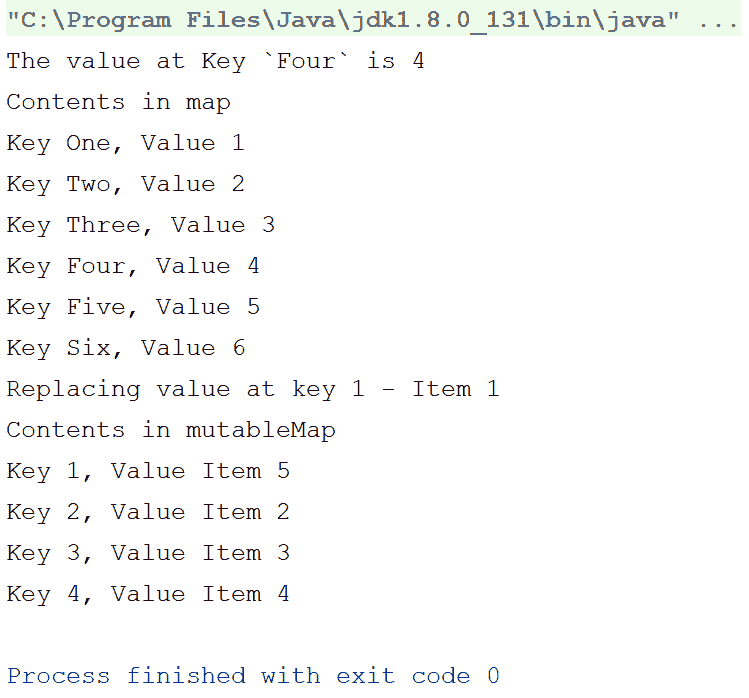 "C:\Program Files\Java\jdk1.8.0_131\bin\java" ...
The value at Key `Four` is 4
Contents in map
Key One, Value 1
Key Two, Value 2
Key Three, Value 3
Key Four, Value 4
Key Five, Value 5
Key Six, Value 6
Replacing value at key 1 - Item 1
Contents in mutableMap
Key 1, Value Item 5
Key 2, Value Item 2
Key 3, Value Item 3
Key 4, Value Item 4
Process finished with exit code 0